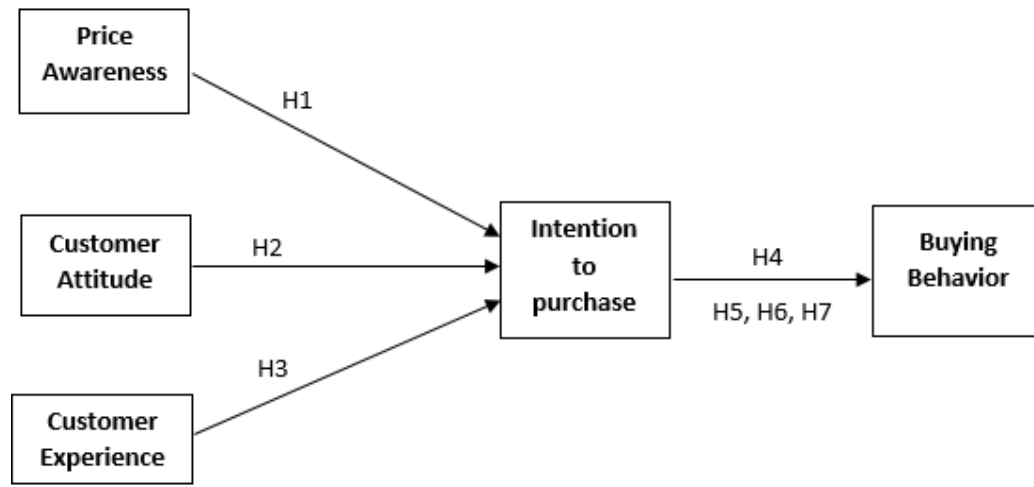 Price
Awareness
H1
Customer
Attitude
H2
Customer
Experience
H3
Intention
to
purchase
H4
H5, H6, H7
Buying
Behavior